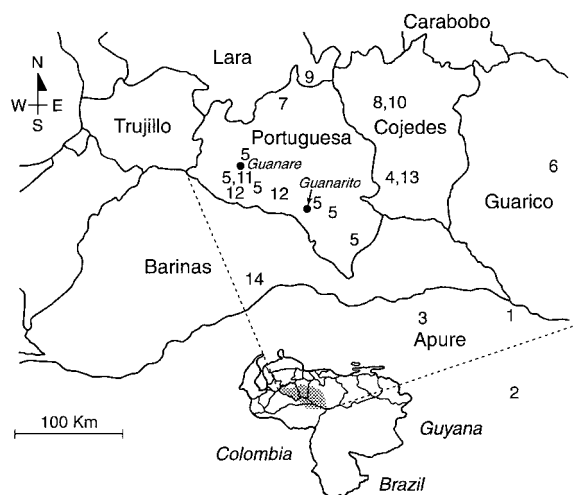 Carabobo
N
W E
S
Lara
9
7
8,10
Trujillo
Portuguesa
Cojedes
5
Guanare
6
5,11
5
4,13
12
12
Guanarito
5
5
Guarico
5
Barinas
14
3
1
Apure
2
100 Km
Guyana
Colombia
Brazil